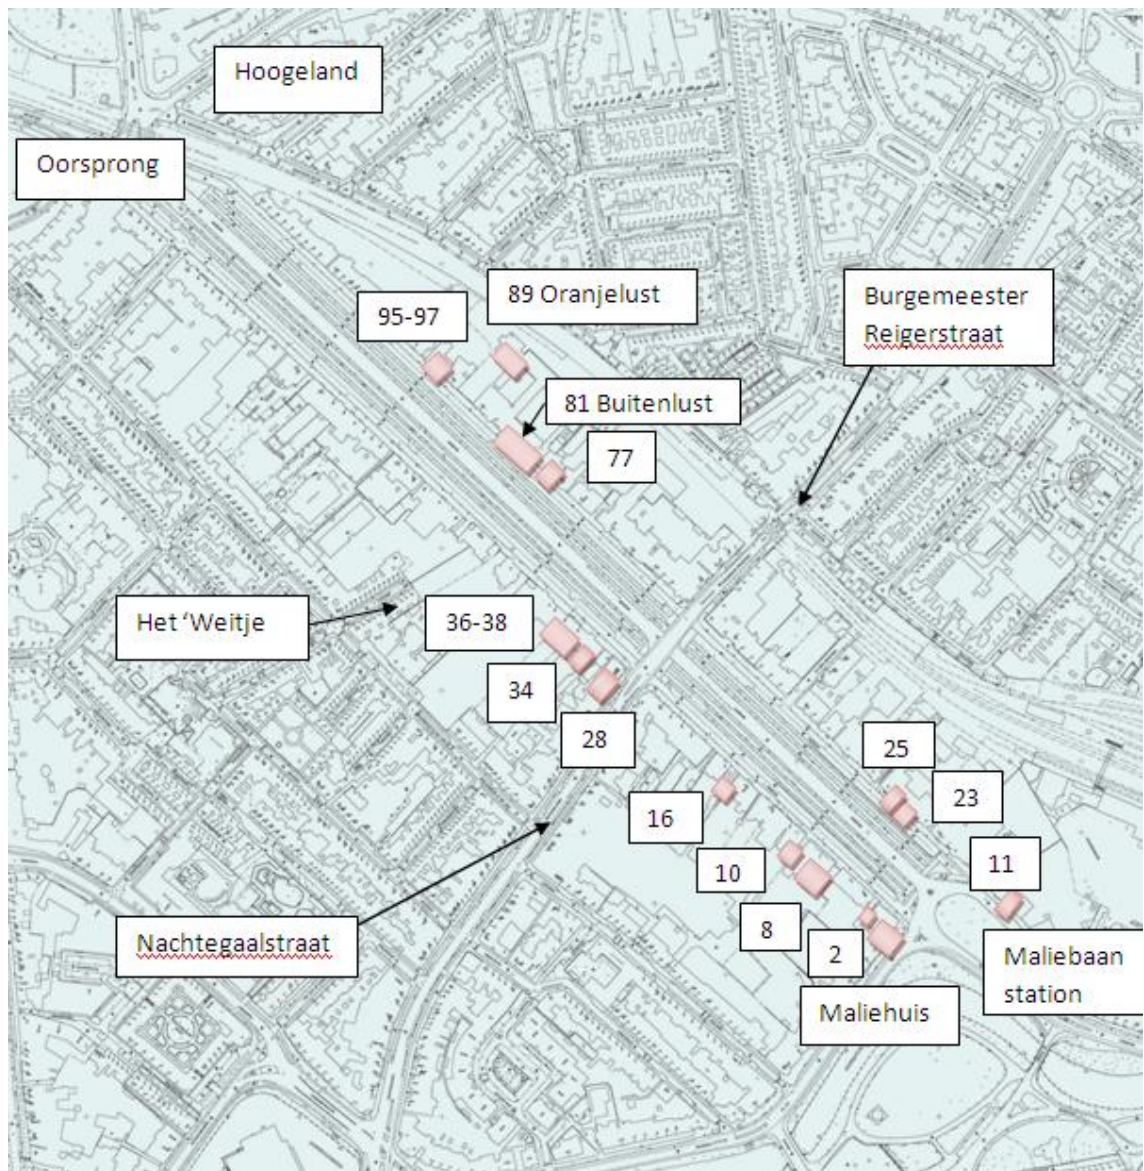 Hoogeland
Oorsprong
89 Oranjelust
95-97
Burgemeester
Reigerstraat
81 Buitenlust
77
Het ‘Weitje
36-38
34
28
25
23
16
10
11
8
2
Nachtegaalstraat
Maliehuis
Maliebaan
station